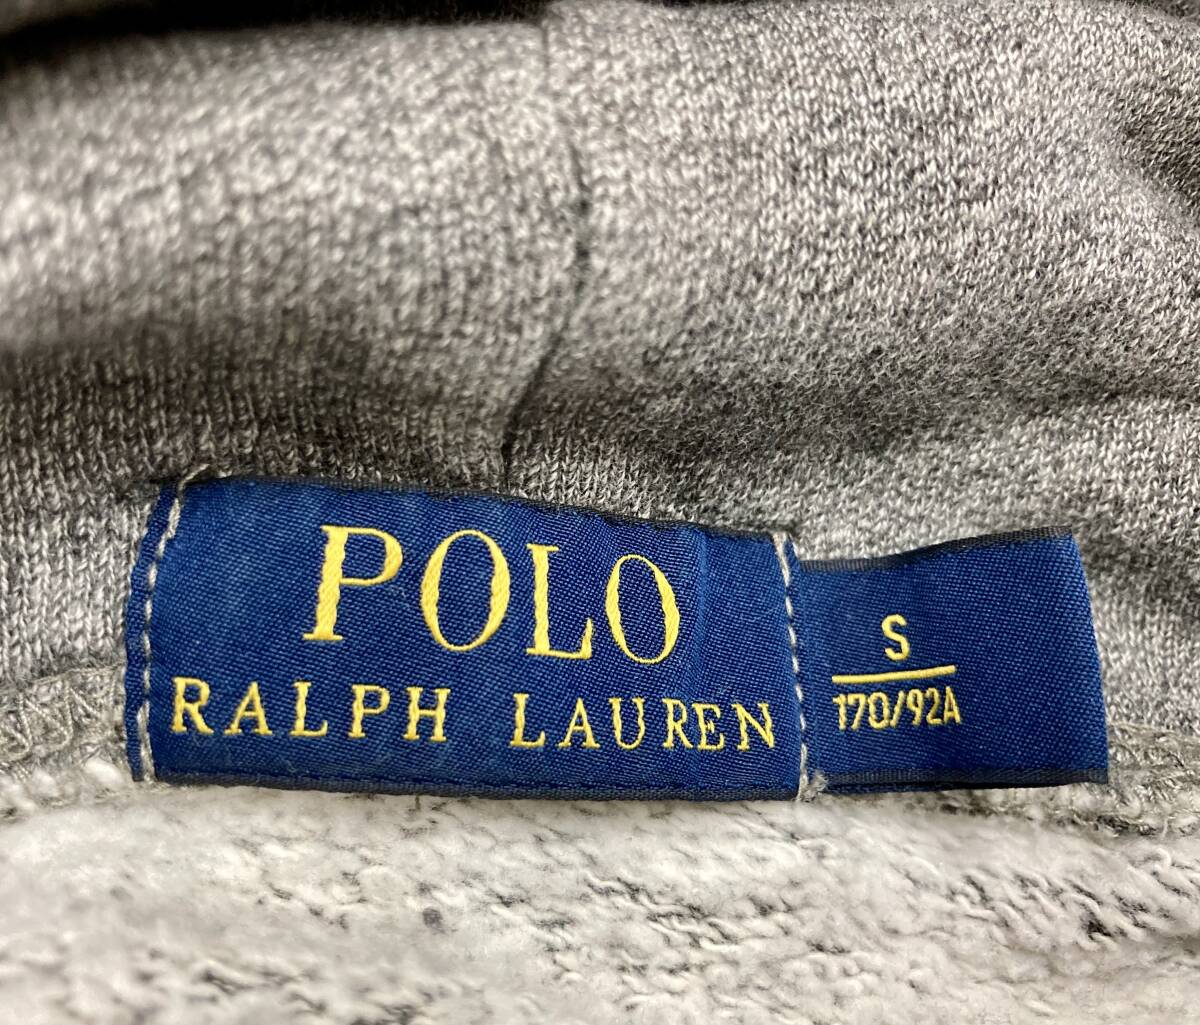 POLO
RALPH LAUREN
S
170/92A